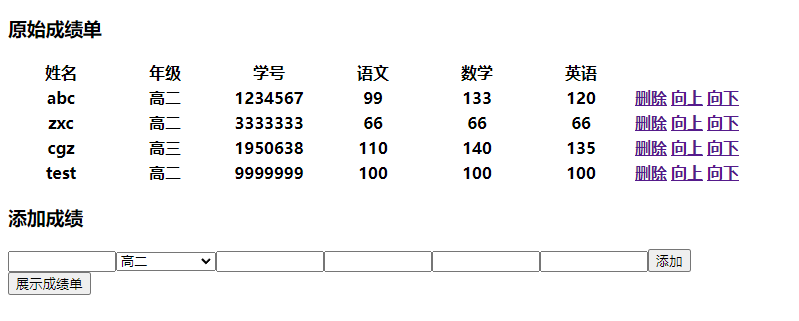 原始成绩单
姓名 年级 学号 语文 数学 英语
abc 高二 1234567 99 133 120 删除 向上 向下
zxc 高二 3333333 66 66 66 删除 向上 向下
cgz 高三 1950638 110 140 135 删除 向上 向下
test 高二 9999999 100 100 100 删除 向上 向下
添加成绩
高二 添加
展示成绩单